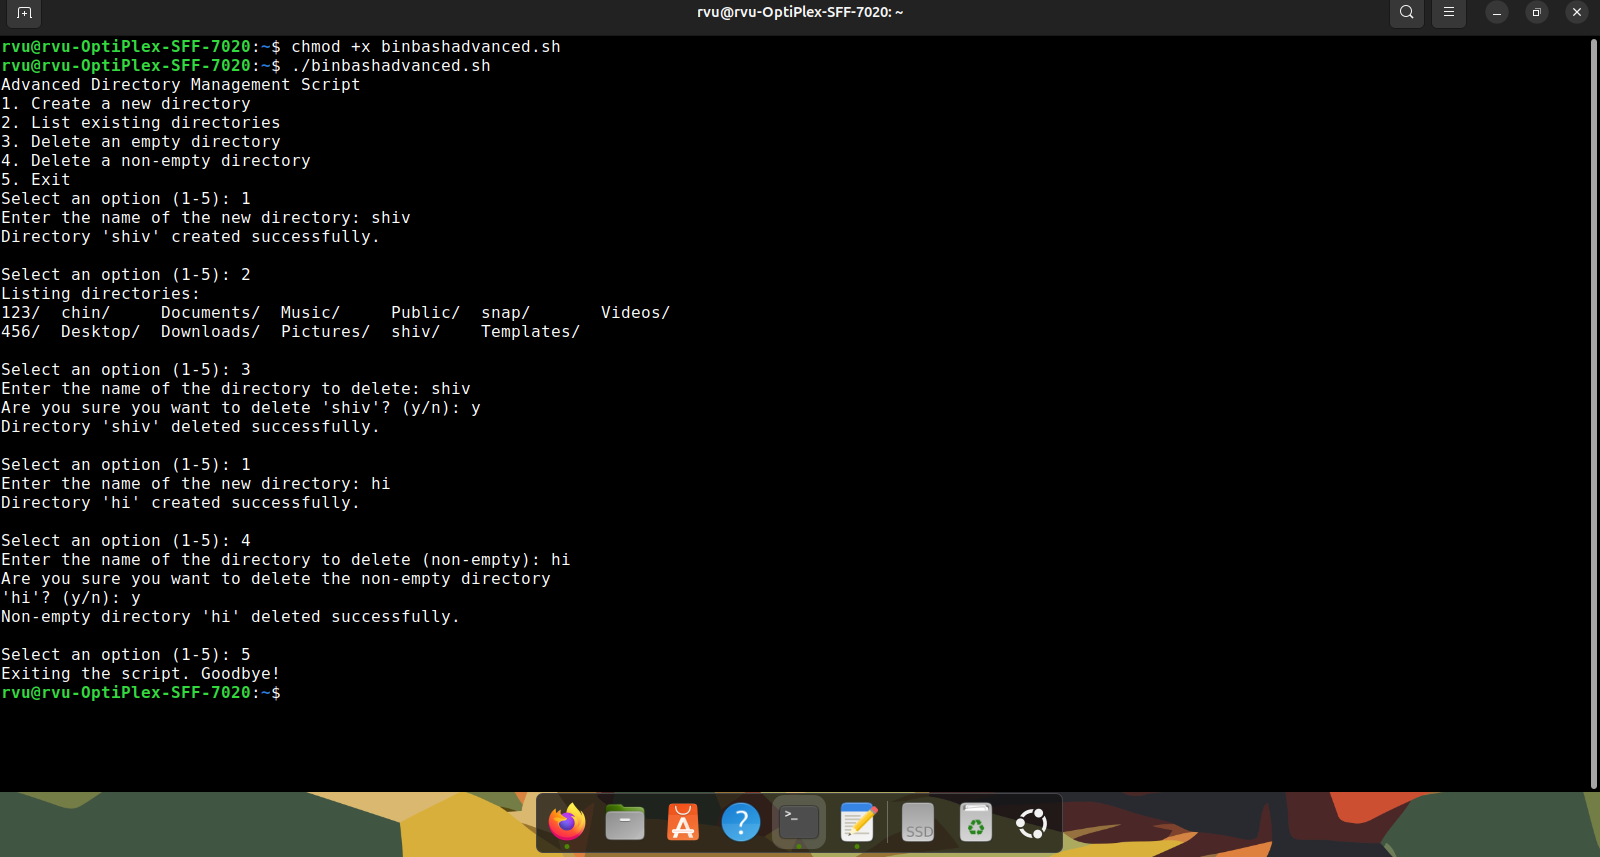 rvu@rvu-OptiPlex-SFF-7020: ~
rvu@rvu-OptiPlex-SFF-7020:~$ chmod +x binbashadvanced.sh
rvu@rvu-OptiPlex-SFF-7020:~$ ./binbashadvanced.sh
Advanced Directory Management Script
1. Create a new directory
2. List existing directories
3. Delete an empty directory
4. Delete a non-empty directory
5. Exit
Select an option (1-5): 1
Enter the name of the new directory: shiv
Directory 'shiv' created successfully.

Select an option (1-5): 2
Listing directories:
123/  chin/     Documents/  Music/     Public/  snap/       Videos/
456/  Desktop/  Downloads/  Pictures/  shiv/    Templates/

Select an option (1-5): 3
Enter the name of the directory to delete: shiv
Are you sure you want to delete 'shiv'? (y/n): y
Directory 'shiv' deleted successfully.

Select an option (1-5): 1
Enter the name of the new directory: hi
Directory 'hi' created successfully.

Select an option (1-5): 4
Enter the name of the directory to delete (non-empty): hi
Are you sure you want to delete the non-empty directory
'hi'? (y/n): y
Non-empty directory 'hi' deleted successfully.

Select an option (1-5): 5
Exiting the script. Goodbye!
rvu@rvu-OptiPlex-SFF-7020:~$
>_
SSD